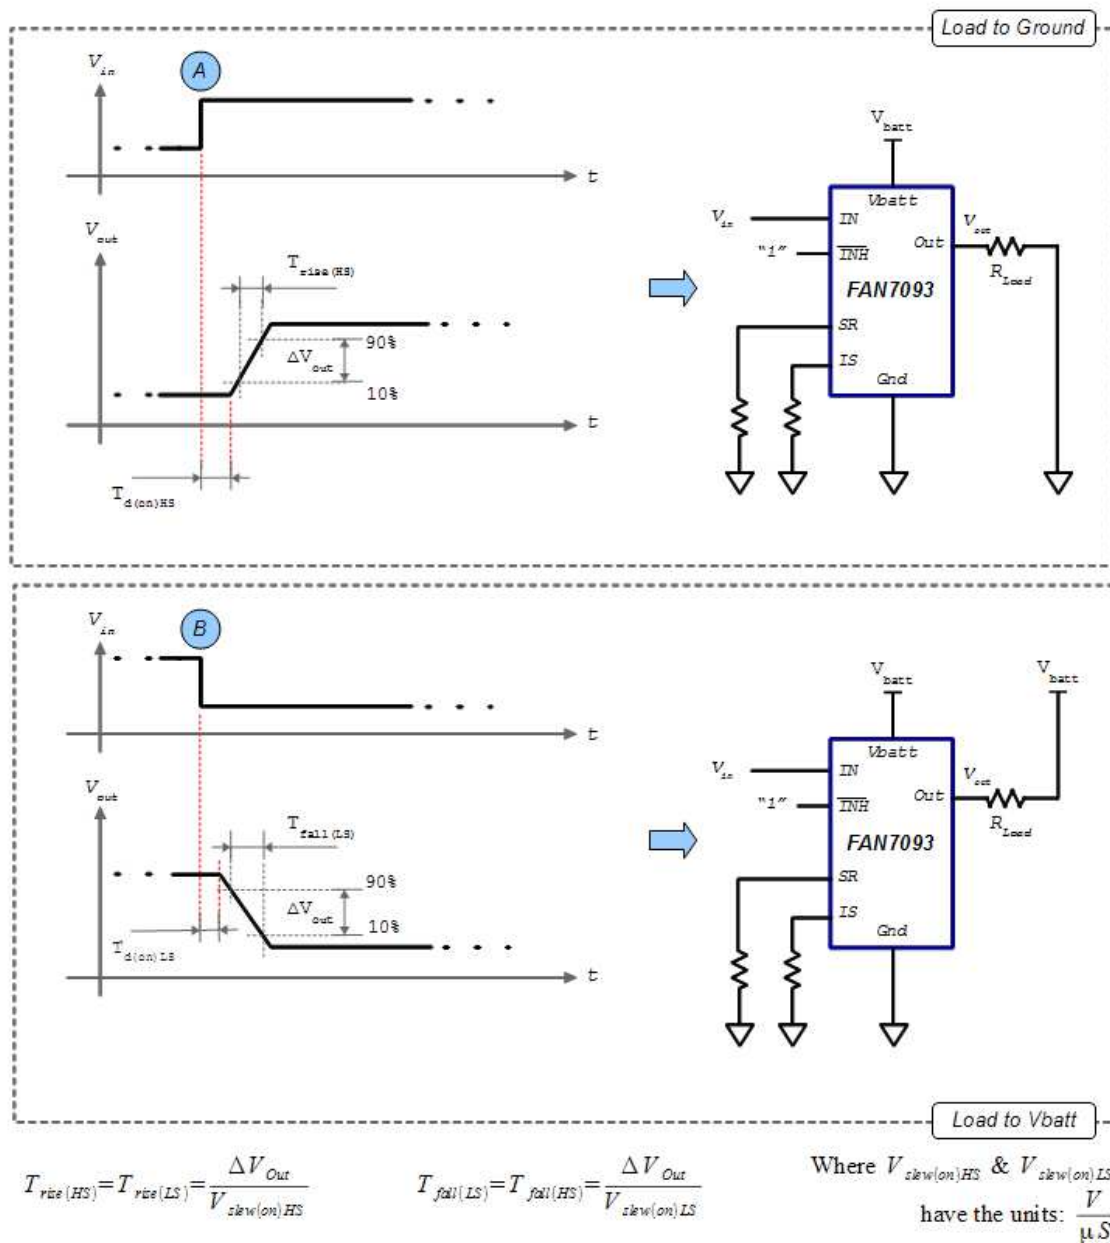 Load to Ground
V_in
A
t
V_out
T_rise(HS)
90%
ΔV_out
10%
t
T_d(on)HS
V_batt
Vbatt
V_in
IN
V_out
"1"
INH
Out
R_Load
FAN7093
SR
IS
Gnd
V_in
B
t
V_out
T_fall(LS)
90%
ΔV_out
10%
T_d(on)LS
t
V_batt
V_batt
Vbatt
V_in
IN
V_out
"1"
INH
Out
R_Load
FAN7093
SR
IS
Gnd
Load to Vbatt
T_rise(HS)=T_rise(LS)=ΔV_Out/V_slew(on)HS
T_fall(LS)=T_fall(HS)=ΔV_Out/V_slew(on)LS
Where V_slew(on)HS & V_slew(on)LS
have the units: V/μS